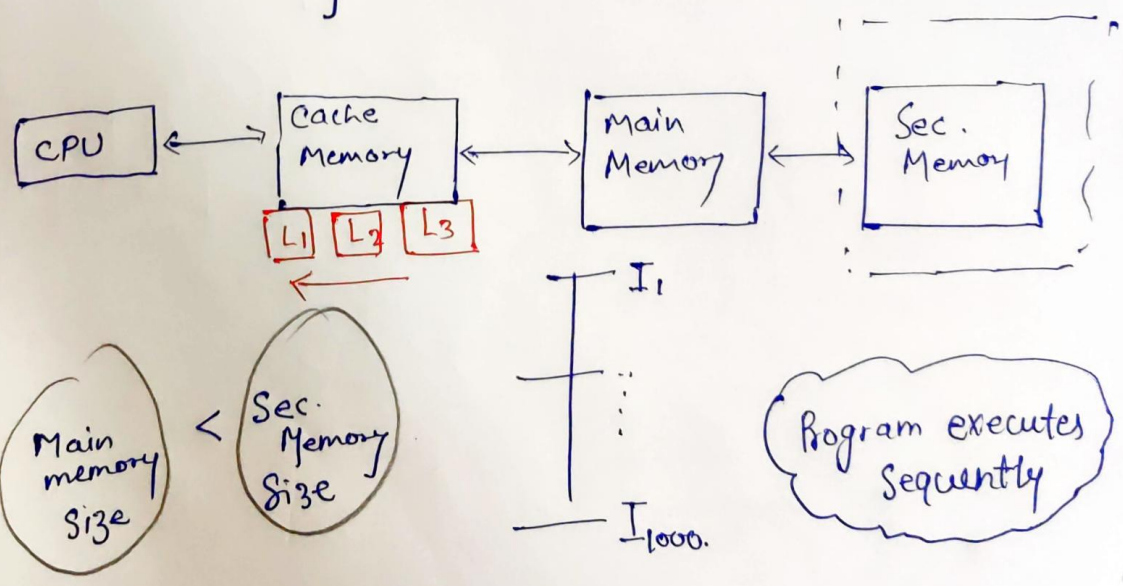 CPU
Cache
Memory
Main
Memory
Sec.
Memoy
L1 L2 L3
I1
Main
memory
Size
<
Sec.
Memory
Size
I1000.
Program executes
Sequently